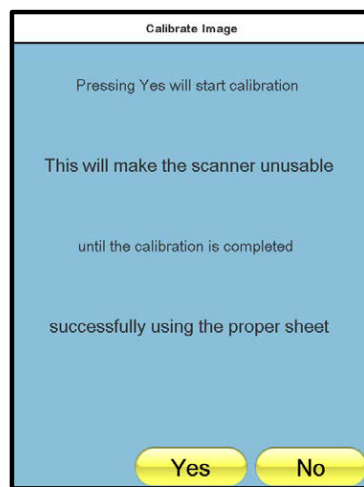 Calibrate Image
Pressing Yes will start calibration
This will make the scanner unusable
until the calibration is completed
successfully using the proper sheet
Yes No